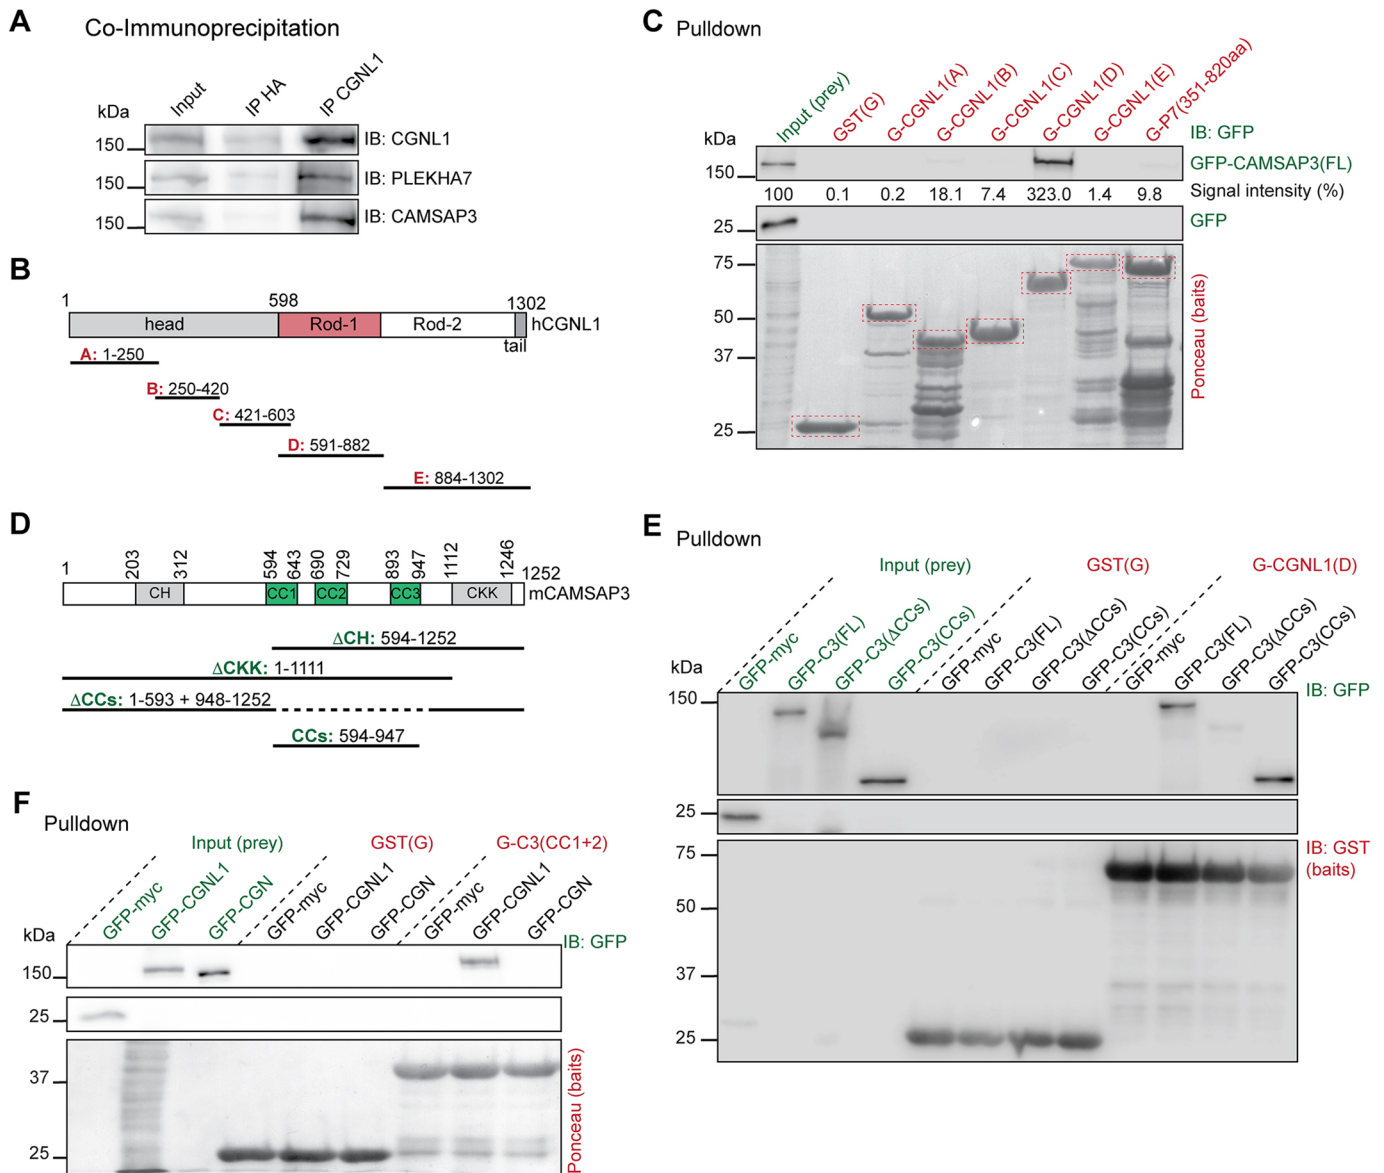 A
Co-Immunoprecipitation
Input
IP HA
IP CGNL1
kDa
150
IB: CGNL1
150
IB: PLEKHA7
150
IB: CAMSAP3
B
1
598
1302
head
Rod-1
Rod-2
hCGNL1
tail
A: 1-250
B: 250-420
C: 421-603
D: 591-882
E: 884-1302
C
Pulldown
Input (prey)
GST(G)
G-CGNL1(A)
G-CGNL1(B)
G-CGNL1(C)
G-CGNL1(D)
G-CGNL1(E)
G-P7(351-820aa)
IB: GFP
kDa
150
GFP-CAMSAP3(FL)
100 0.1 0.2 18.1 7.4 323.0 1.4 9.8 Signal intensity (%)
25
GFP
75
50
37
25
Ponceau (baits)
D
1
203
312
594
643
690
729
893
947
1112
1246
1252
CH
CC1
CC2
CC3
CKK
mCAMSAP3
ΔCH: 594-1252
ΔCKK: 1-1111
ΔCCs: 1-593 + 948-1252
CCs: 594-947
E
Pulldown
Input (prey)
GST(G)
G-CGNL1(D)
GFP-myc
GFP-C3(FL)
GFP-C3(ΔCCs)
GFP-C3(CCs)
GFP-myc
GFP-C3(FL)
GFP-C3(ΔCCs)
GFP-C3(CCs)
GFP-myc
GFP-C3(FL)
GFP-C3(ΔCCs)
GFP-C3(CCs)
kDa
150
IB: GFP
25
75
IB: GST
(baits)
50
37
25
F
Pulldown
Input (prey)
GST(G)
G-C3(CC1+2)
GFP-myc
GFP-CGNL1
GFP-CGN
GFP-myc
GFP-CGNL1
GFP-CGN
GFP-myc
GFP-CGNL1
GFP-CGN
kDa
IB: GFP
150
25
37
25
Ponceau (baits)